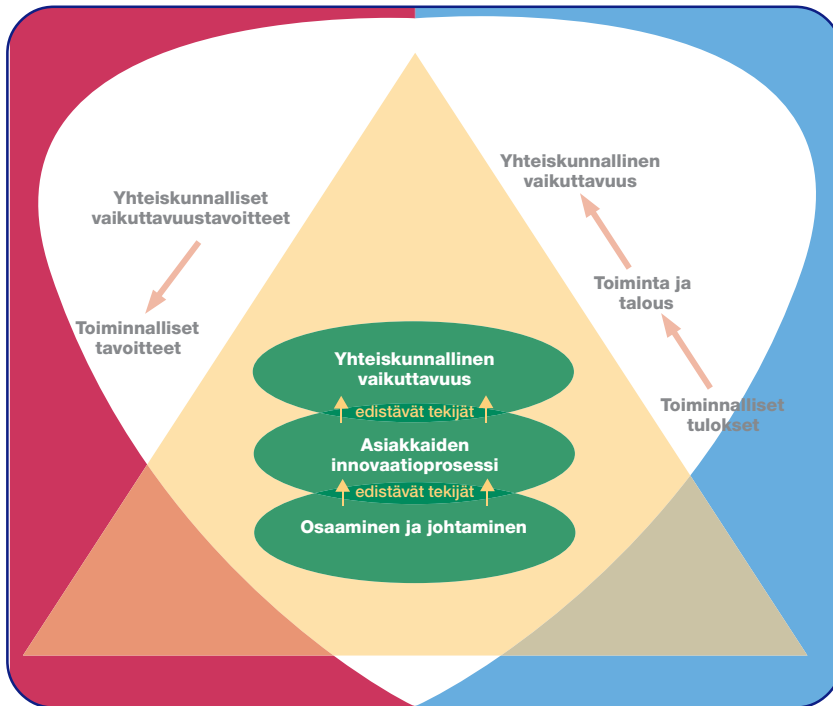 Yhteiskunnalliset
vaikuttavuustavoitteet
Toiminnalliset
tavoitteet
Yhteiskunnallinen
vaikuttavuus
edistävät tekijät
Asiakkaiden
innovaatioprosessi
edistävät tekijät
Osaaminen ja johtaminen
Yhteiskunnallinen
vaikuttavuus
Toiminta ja
talous
Toiminnalliset
tulokset